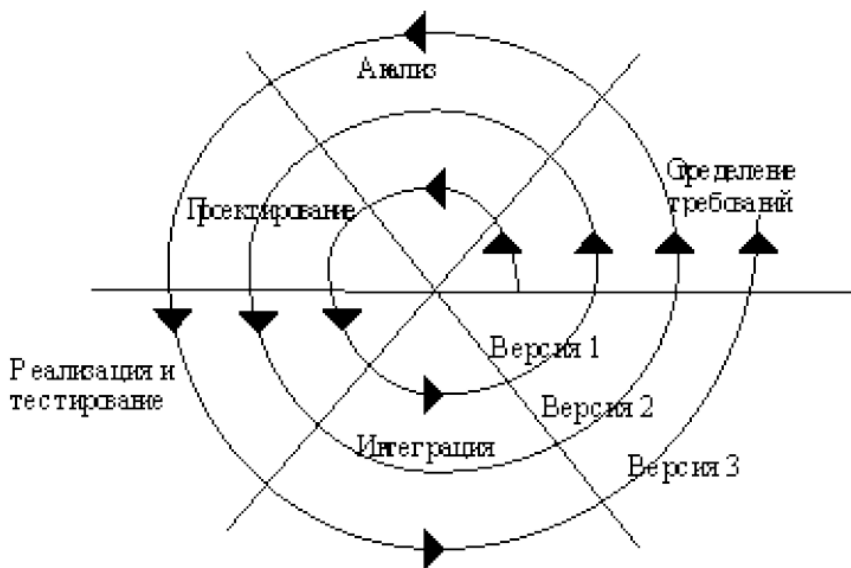 Анализ
Определение
требований
Проектирование
Версия 1
Реализация и
тестирование
Версия 2
Интеграция
Версия 3